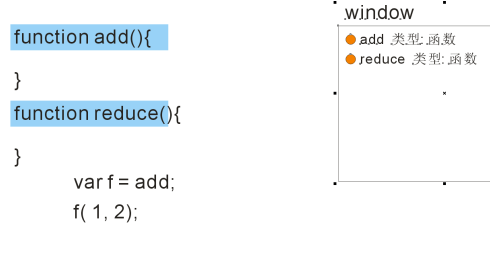 function add(){
}
function reduce(){
}
var f = add;
f( 1, 2);
window
add 类型: 函数
reduce 类型: 函数